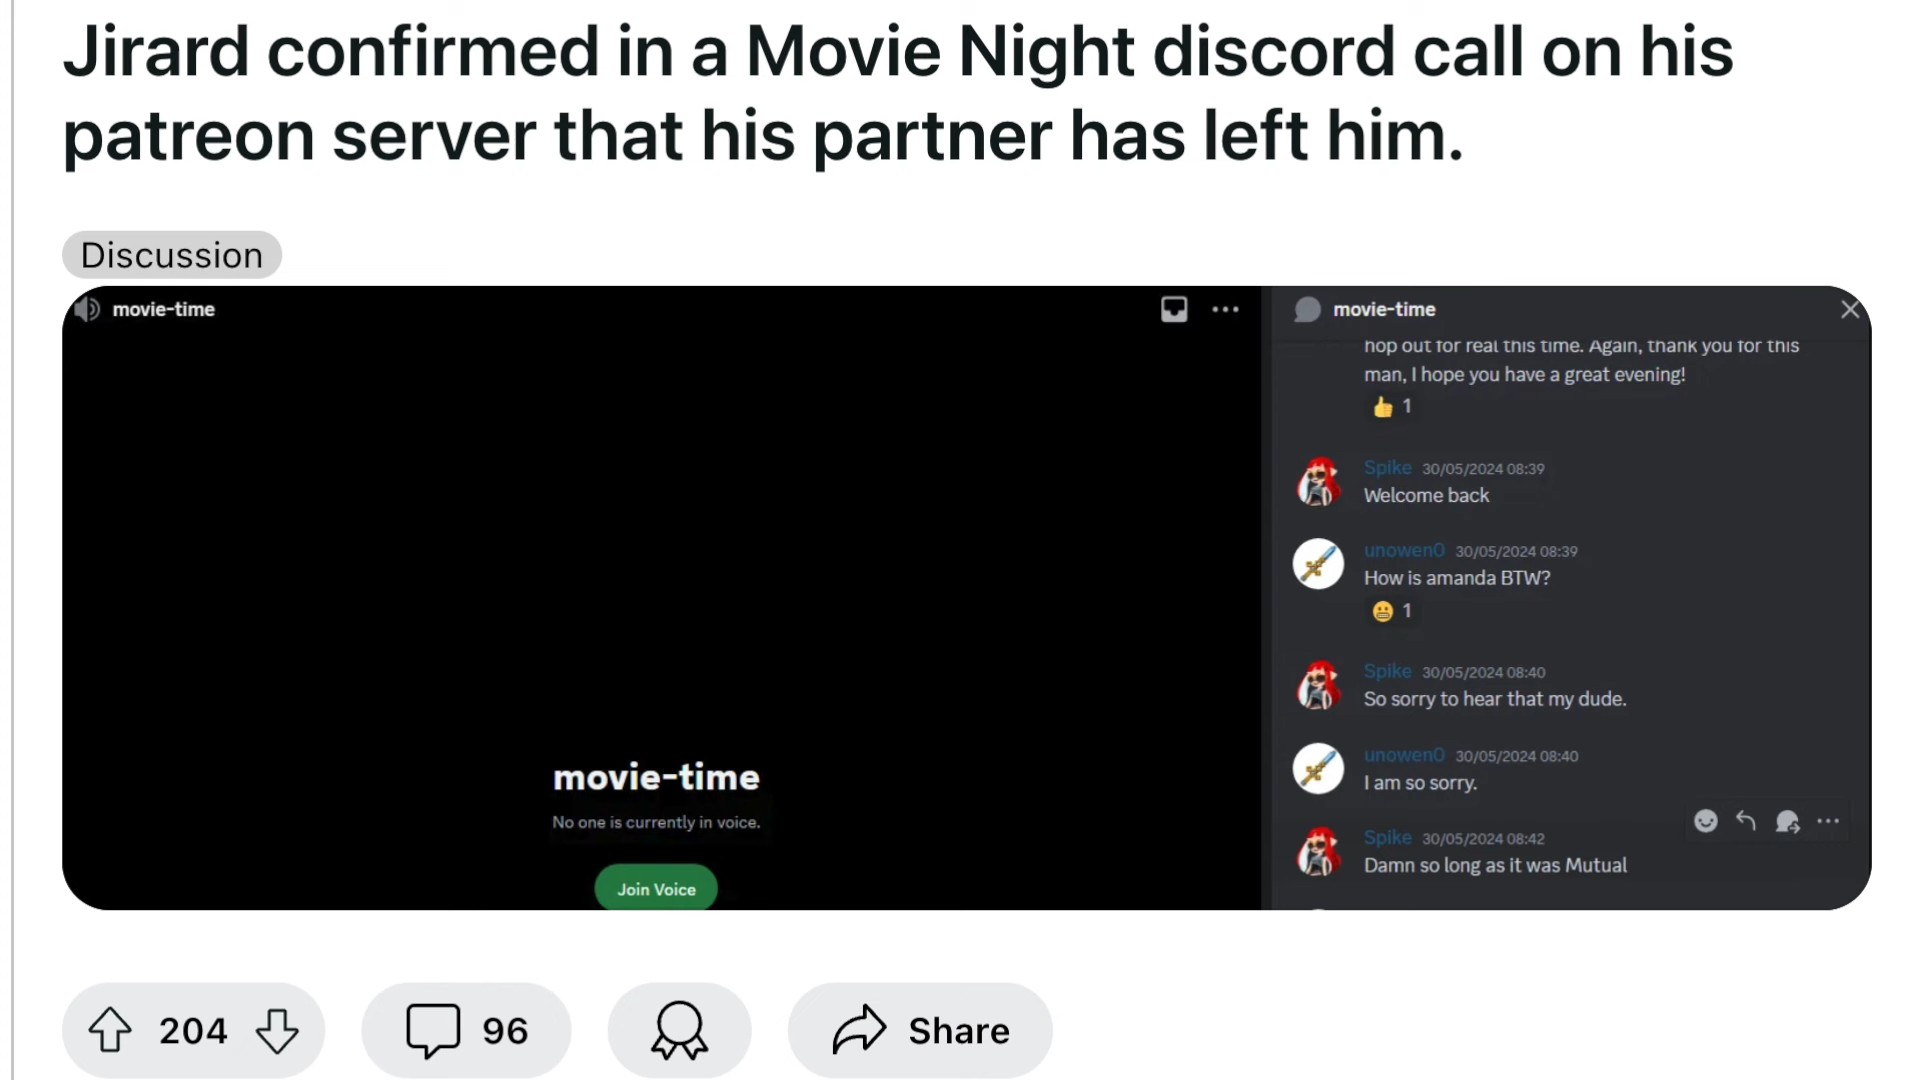 Jirard confirmed in a Movie Night discord call on his
patreon server that his partner has left him.
Discussion
movie-time
movie-time
No one is currently in voice.
Join Voice
movie-time
hop out for real this time. Again, thank you for this
man, I hope you have a great evening!
1
Spike 30/05/2024 08:39
Welcome back
unowen0 30/05/2024 08:39
How is amanda BTW?
1
Spike 30/05/2024 08:40
So sorry to hear that my dude.
unowen0 30/05/2024 08:40
I am so sorry.
Spike 30/05/2024 08:42
Damn so long as it was Mutual
204
96
Share